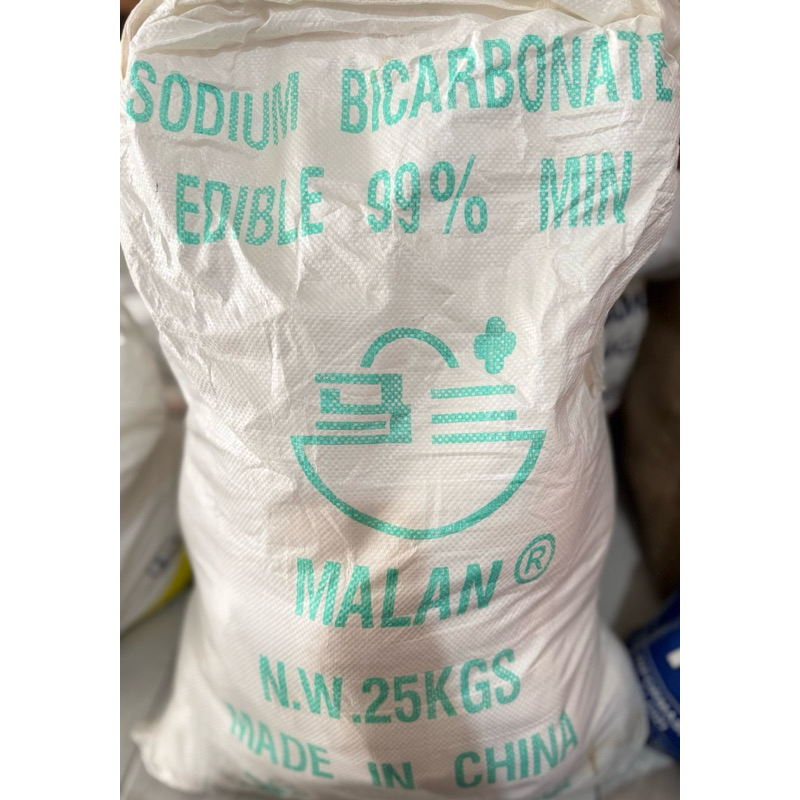 SODIUM BICARBONATE
EDIBLE 99% MIN
MALAN®
N.W.25KGS
MADE IN CHINA